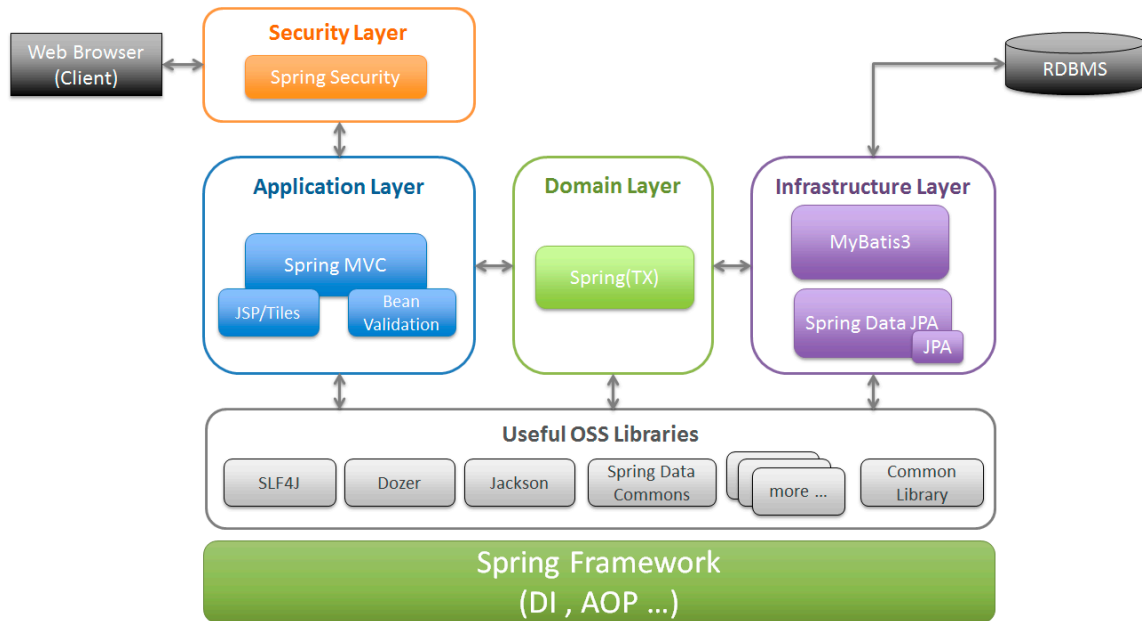 Web Browser
(Client)
Security Layer
Spring Security
RDBMS
Application Layer
Spring MVC
JSP/Tiles
Bean
Validation
Domain Layer
Spring(TX)
Infrastructure Layer
MyBatis3
Spring Data JPA
JPA
Useful OSS Libraries
SLF4J
Dozer
Jackson
Spring Data
Commons
more ...
Common
Library
Spring Framework
(DI , AOP ...)